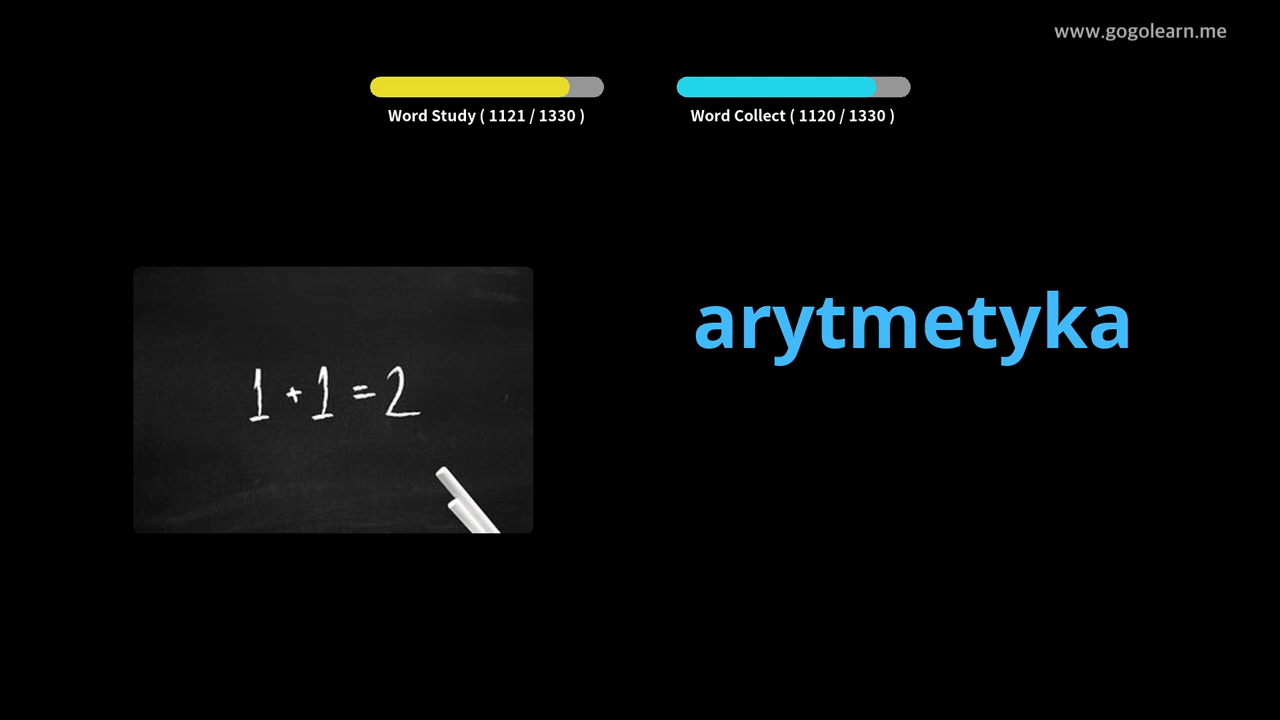 www.gogolearn.me
Word Study ( 1121 / 1330 )
Word Collect ( 1120 / 1330 )
arytmetyka
1 + 1 = 2